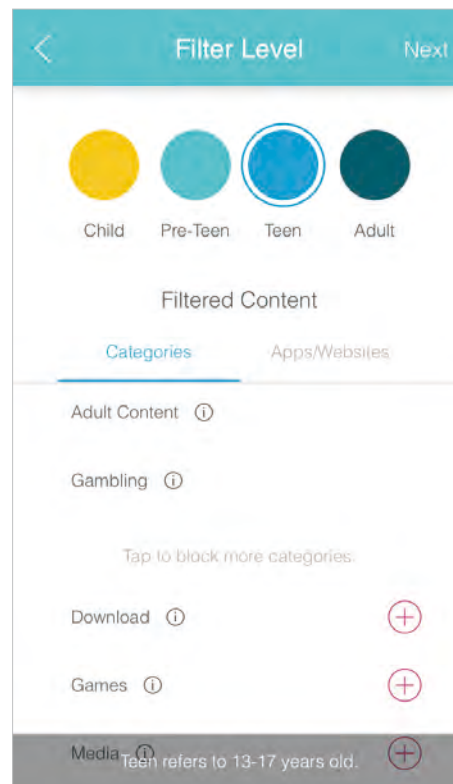 Filter Level Next
Child Pre-Teen Teen Adult
Filtered Content
Categories Apps/Websites
Adult Content
Gambling
Tap to block more categories.
Download
Games
Media
Teen refers to 13-17 years old.